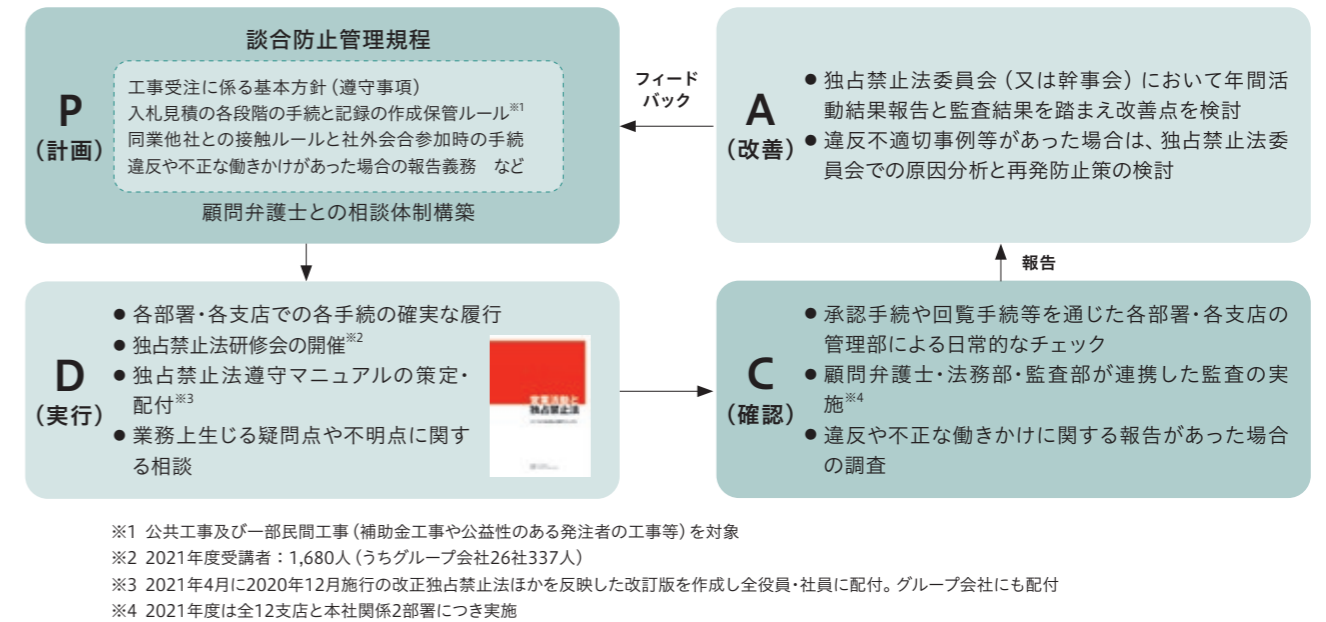 談合防止管理規程
P
(計画)
工事受注に係る基本方針(遵守事項)
入札見積の各段階の手続と記録の作成保管ルール※1
同業他社との接触ルールと社外会合参加時の手続
違反や不正な働きかけがあった場合の報告義務　など
顧問弁護士との相談体制構築
フィード
バック
A
(改善)
● 独占禁止法委員会(又は幹事会)において年間活
動結果報告と監査結果を踏まえ改善点を検討
● 違反不適切事例等があった場合は、独占禁止法委
員会での原因分析と再発防止策の検討
D
(実行)
● 各部署・各支店での各手続の確実な履行
● 独占禁止法研修会の開催※2
● 独占禁止法遵守マニュアルの策定・
配付※3
● 業務上生じる疑問点や不明点に関す
る相談
営業活動と
独占禁止法
報告
C
(確認)
● 承認手続や回覧手続等を通じた各部署・各支店の
管理部による日常的なチェック
● 顧問弁護士・法務部・監査部が連携した監査の実
施※4
● 違反や不正な働きかけに関する報告があった場合
の調査
※1 公共工事及び一部民間工事(補助金工事や公益性のある発注者の工事等)を対象
※2 2021年度受講者：1,680人(うちグループ会社26社337人)
※3 2021年4月に2020年12月施行の改正独占禁止法ほかを反映した改訂版を作成し全役員・社員に配付。グループ会社にも配付
※4 2021年度は全12支店と本社関係2部署につき実施